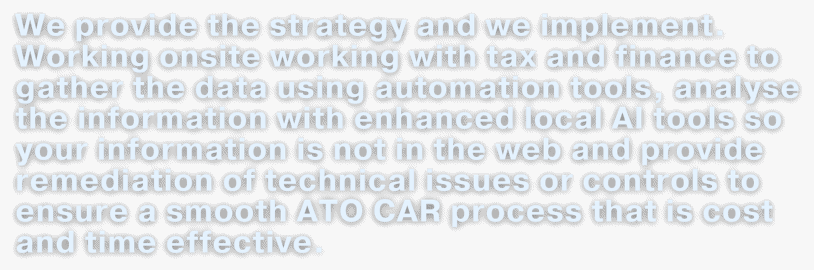 We provide the strategy and we implement.
Working onsite working with tax and finance to
gather the data using automation tools, analyse
the information with enhanced local AI tools so
your information is not in the web and provide
remediation of technical issues or controls to
ensure a smooth ATO CAR process that is cost
and time effective.